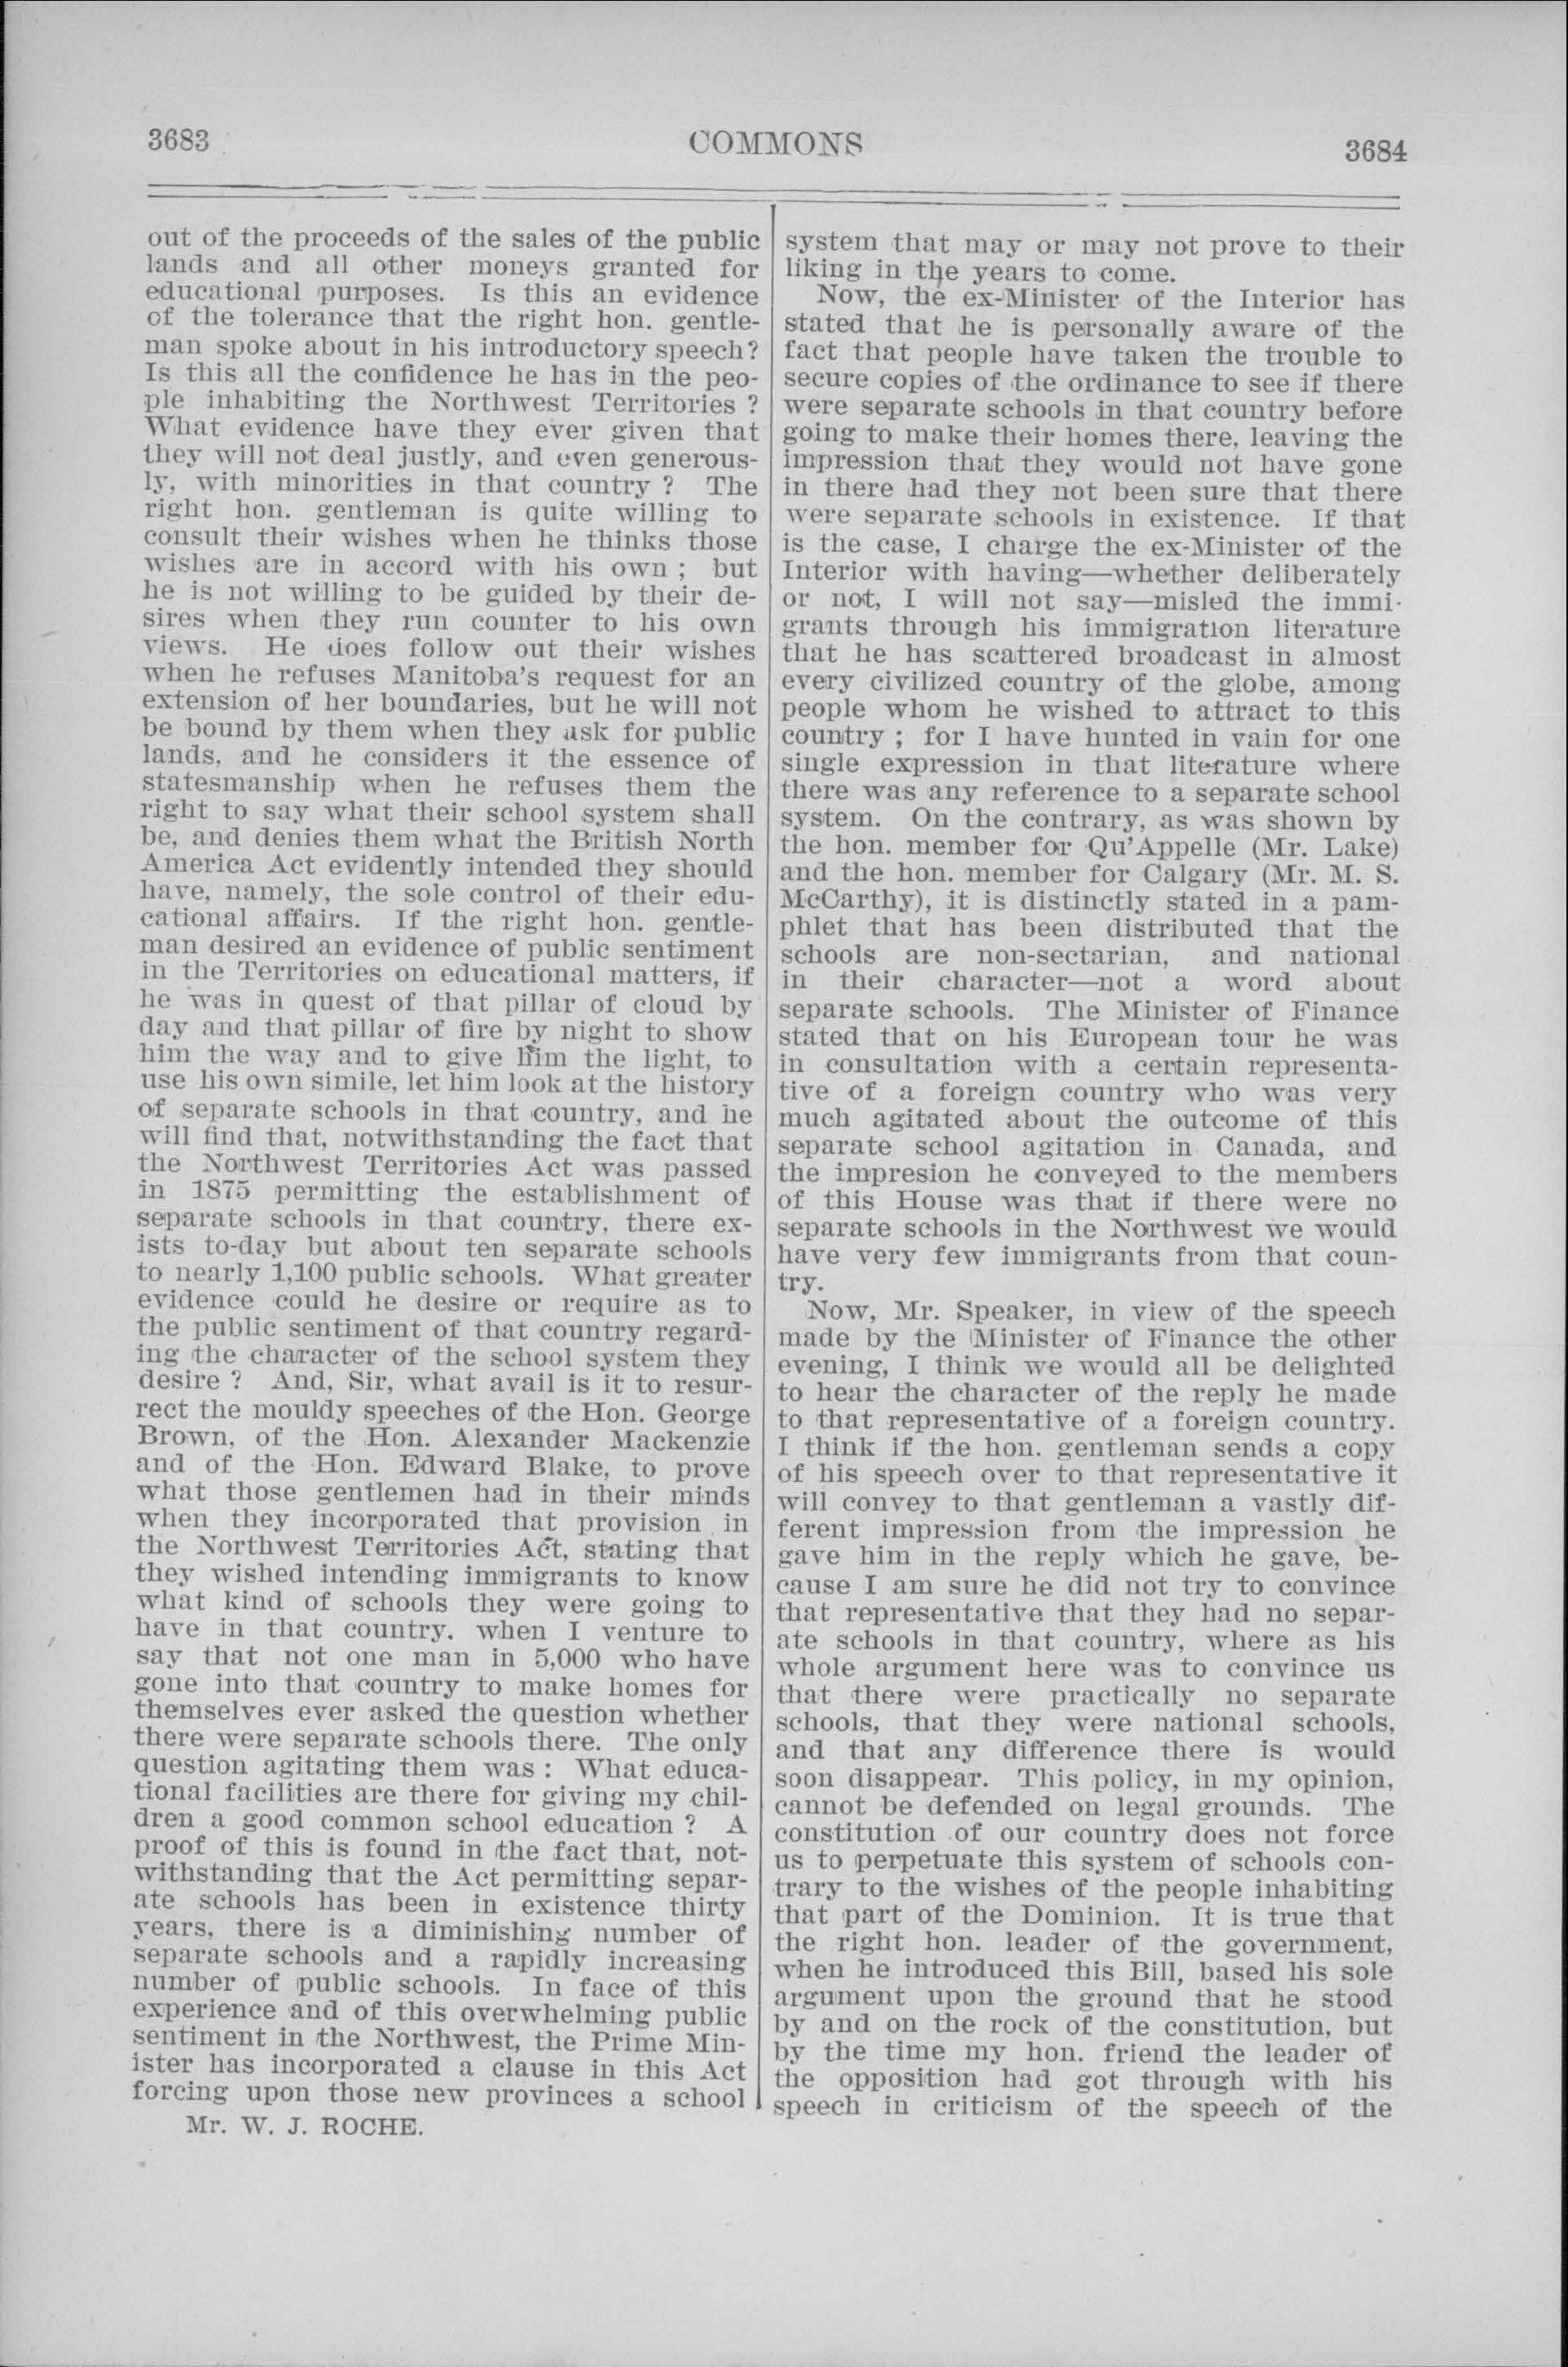 3683
COMMONS
3684
out of the proceeds of the sales of the public
lands and all other moneys granted for
educational purposes. Is this an evidence
of the tolerance that the right hon. gentle-
man spoke about in his introductory speech?
Is this all the confidence he has in the peo-
ple inhabiting the Northwest Territories ?
What evidence have they ever given that
they will not deal justly, and even generous-
ly, with minorities in that country ? The
right hon. gentleman is quite willing to
consult their wishes when he thinks those
wishes are in accord with his own ; but
he is not willing to be guided by their de-
sires when they run counter to his own
views. He does follow out their wishes
when he refuses Manitoba's request for an
extension of her boundaries, but he will not
be bound by them when they ask for public
lands, and he considers it the essence of
statesmanship when he refuses them the
right to say what their school system shall
be, and denies them what the British North
America Act evidently intended they should
have, namely, the sole control of their edu-
cational affairs. If the right hon. gentle-
man desired an evidence of public sentiment
in the Territories on educational matters, if
he was in quest of that pillar of cloud by
day and that pillar of fire by night to show
him the way and to give him the light, to
use his own simile, let him look at the history
of separate schools in that country, and he
will find that, notwithstanding the fact that
the Northwest Territories Act was passed
in 1875 permitting the establishment of
separate schools in that country, there ex-
ists to-day but about ten separate schools
to nearly 1,100 public schools. What greater
evidence could he desire or require as to
the public sentiment of that country regard-
ing the character of the school system they
desire ? And, Sir, what avail is it to resur-
rect the mouldy speeches of the Hon. George
Brown, of the Hon. Alexander Mackenzie
and of the Hon. Edward Blake, to prove
what those gentlemen had in their minds
when they incorporated that provision in
the Northwest Territories Act, stating that
they wished intending immigrants to know
what kind of schools they were going to
have in that country. when I venture to
say that not one man in 5,000 who have
gone into that country to make homes for
themselves ever asked the question whether
there were separate schools there. The only
question agitating them was : What educa-
tional facilities are there for giving my chil-
dren a good common school education ? A
proof of this is found in the fact that, not-
withstanding that the Act permitting separ-
ate schools has been in existence thirty
years, there is a diminishing number of
separate schools and a rapidly increasing
number of public schools. In face of this
experience and of this overwhelming public
sentiment in the Northwest, the Prime Min-
ister has incorporated a clause in this Act
forcing upon those new provinces a school
Mr. W. J. ROCHE.
system that may or may not prove to their
liking in the years to come.
Now, the ex-Minister of the Interior has
stated that he is personally aware of the
fact that people have taken the trouble to
secure copies of the ordinance to see if there
were separate schools in that country before
going to make their homes there, leaving the
impression that they would not have gone
in there had they not been sure that there
were separate schools in existence. If that
is the case, I charge the ex-Minister of the
Interior with having—whether deliberately
or not, I will not say—misled the immi-
grants through his immigration literature
that he has scattered broadcast in almost
every civilized country of the globe, among
people whom he wished to attract to this
country ; for I have hunted in vain for one
single expression in that literature where
there was any reference to a separate school
system. On the contrary, as was shown by
the hon. member for Qu'Appelle (Mr. Lake)
and the hon. member for Calgary (Mr. M. S.
McCarthy), it is distinctly stated in a pam-
phlet that has been distributed that the
schools are non-sectarian, and national
in their character—not a word about
separate schools. The Minister of Finance
stated that on his European tour he was
in consultation with a certain representa-
tive of a foreign country who was very
much agitated about the outcome of this
separate school agitation in Canada, and
the impresion he conveyed to the members
of this House was that if there were no
separate schools in the Northwest we would
have very few immigrants from that coun-
try.
Now, Mr. Speaker, in view of the speech
made by the Minister of Finance the other
evening, I think we would all be delighted
to hear the character of the reply he made
to that representative of a foreign country.
I think if the hon. gentleman sends a copy
of his speech over to that representative it
will convey to that gentleman a vastly dif-
ferent impression from the impression he
gave him in the reply which he gave, be-
cause I am sure he did not try to convince
that representative that they had no separ-
ate schools in that country, where as his
whole argument here was to convince us
that there were practically no separate
schools, that they were national schools,
and that any difference there is would
soon disappear. This policy, in my opinion,
cannot be defended on legal grounds. The
constitution of our country does not force
us to perpetuate this system of schools con-
trary to the wishes of the people inhabiting
that part of the Dominion. It is true that
the right hon. leader of the government,
when he introduced this Bill, based his sole
argument upon the ground that he stood
by and on the rock of the constitution, but
by the time my hon. friend the leader of
the opposition had got through with his
speech in criticism of the speech of the